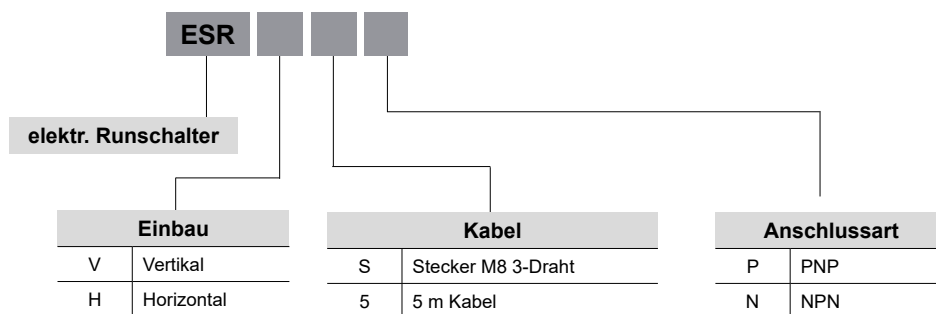 ESR
elektr. Runschalter
Einbau
V Vertikal
H Horizontal
Kabel
S Stecker M8 3-Draht
5 5 m Kabel
Anschlussart
P PNP
N NPN